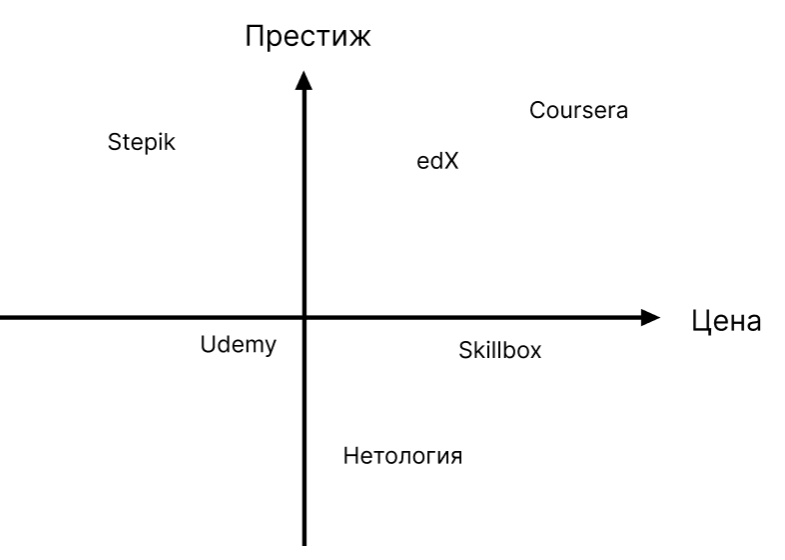 Престиж
Coursera
Stepik
edX
Цена
Udemy
Skillbox
Нетология